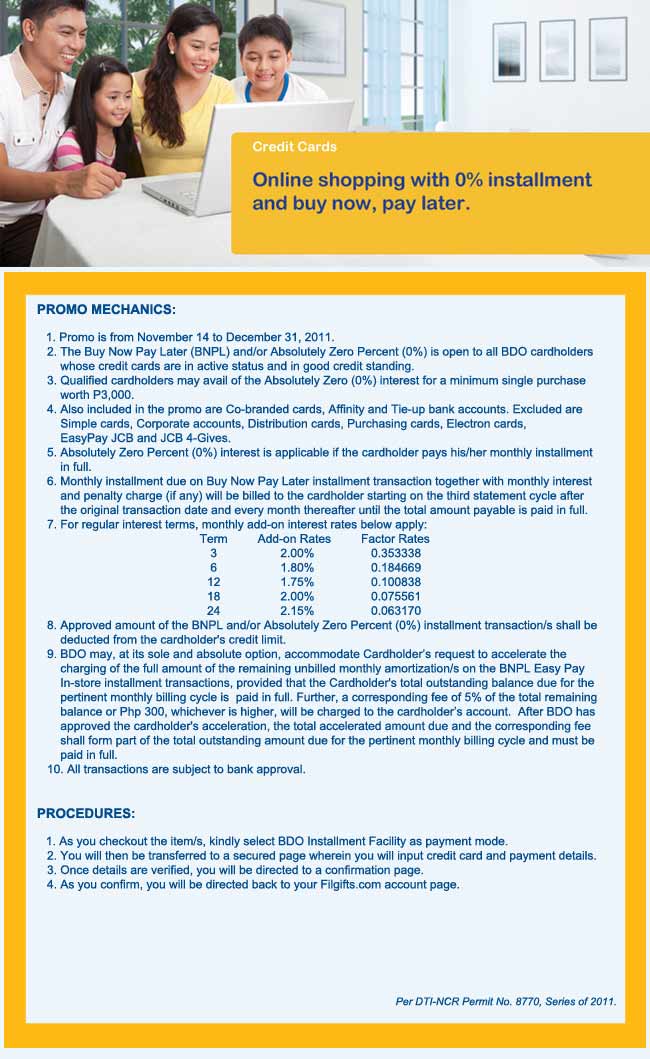 Credit Cards
Online shopping with 0% installment
and buy now, pay later.
PROMO MECHANICS:
1. Promo is from November 14 to December 31, 2011.
2. The Buy Now Pay Later (BNPL) and/or Absolutely Zero Percent (0%) is open to all BDO cardholders
whose credit cards are in active status and in good credit standing.
3. Qualified cardholders may avail of the Absolutely Zero (0%) interest for a minimum single purchase
worth P3,000.
4. Also included in the promo are Co-branded cards, Affinity and Tie-up bank accounts. Excluded are
Simple cards, Corporate accounts, Distribution cards, Purchasing cards, Electron cards,
EasyPay JCB and JCB 4-Gives.
5. Absolutely Zero Percent (0%) interest is applicable if the cardholder pays his/her monthly installment
in full.
6. Monthly installment due on Buy Now Pay Later installment transaction together with monthly interest
and penalty charge (if any) will be billed to the cardholder starting on the third statement cycle after
the original transaction date and every month thereafter until the total amount payable is paid in full.
7. For regular interest terms, monthly add-on interest rates below apply:
Term Add-on Rates Factor Rates
3 2.00% 0.353338
6 1.80% 0.184669
12 1.75% 0.100838
18 2.00% 0.075561
24 2.15% 0.063170
8. Approved amount of the BNPL and/or Absolutely Zero Percent (0%) installment transaction/s shall be
deducted from the cardholder's credit limit.
9. BDO may, at its sole and absolute option, accommodate Cardholder's request to accelerate the
charging of the full amount of the remaining unbilled monthly amortization/s on the BNPL Easy Pay
In-store installment transactions, provided that the Cardholder's total outstanding balance due for the
pertinent monthly billing cycle is paid in full. Further, a corresponding fee of 5% of the total remaining
balance or Php 300, whichever is higher, will be charged to the cardholder's account. After BDO has
approved the cardholder's acceleration, the total accelerated amount due and the corresponding fee
shall form part of the total outstanding amount due for the pertinent monthly billing cycle and must be
paid in full.
10. All transactions are subject to bank approval.
PROCEDURES:
1. As you checkout the item/s, kindly select BDO Installment Facility as payment mode.
2. You will then be transferred to a secured page wherein you will input credit card and payment details.
3. Once details are verified, you will be directed to a confirmation page.
4. As you confirm, you will be directed back to your Filgifts.com account page.
Per DTI-NCR Permit No. 8770, Series of 2011.